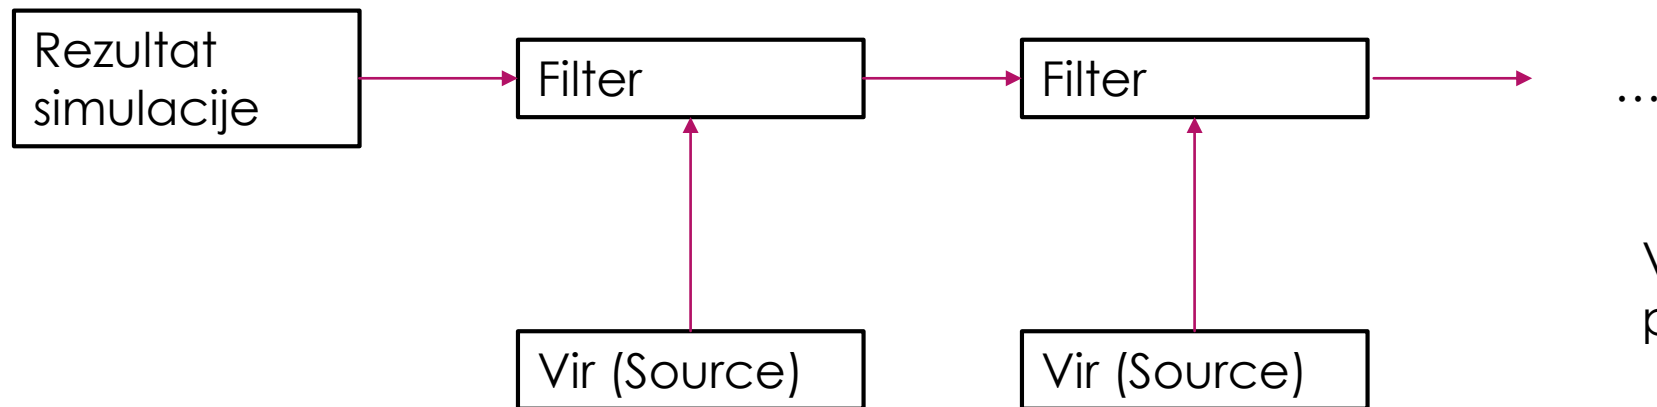 Rezultat
simulacije
Filter
Filter
...
Vir (Source)
Vir (Source)